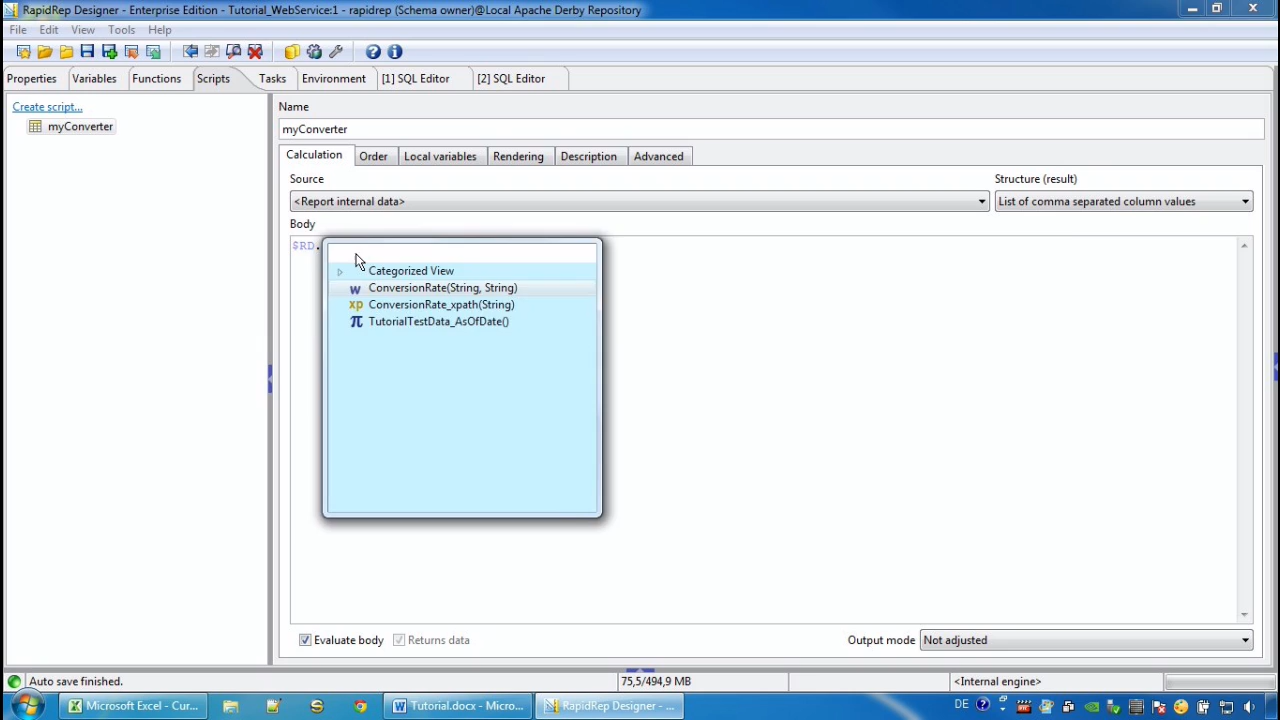 RapidRep Designer - Enterprise Edition - Tutorial_WebService:1 - rapidrep (Schema owner)@Local Apache Derby Repository
File Edit View Tools Help
Properties Variables Functions Scripts Tasks Environment [1] SQL Editor [2] SQL Editor
Create script...
myConverter
Name
myConverter
Calculation Order Local variables Rendering Description Advanced
Source
Structure (result)
<Report internal data>
List of comma separated column values
Body
$RD.
Categorized View
w ConversionRate(String, String)
xp ConversionRate_xpath(String)
π TutorialTestData_AsOfDate()
Evaluate body Returns data
Output mode Not adjusted
Auto save finished.
75,5/494,9 MB
<Internal engine>
Microsoft Excel - Cur...
Tutorial.docx - Micro...
RapidRep Designer - ...
DE